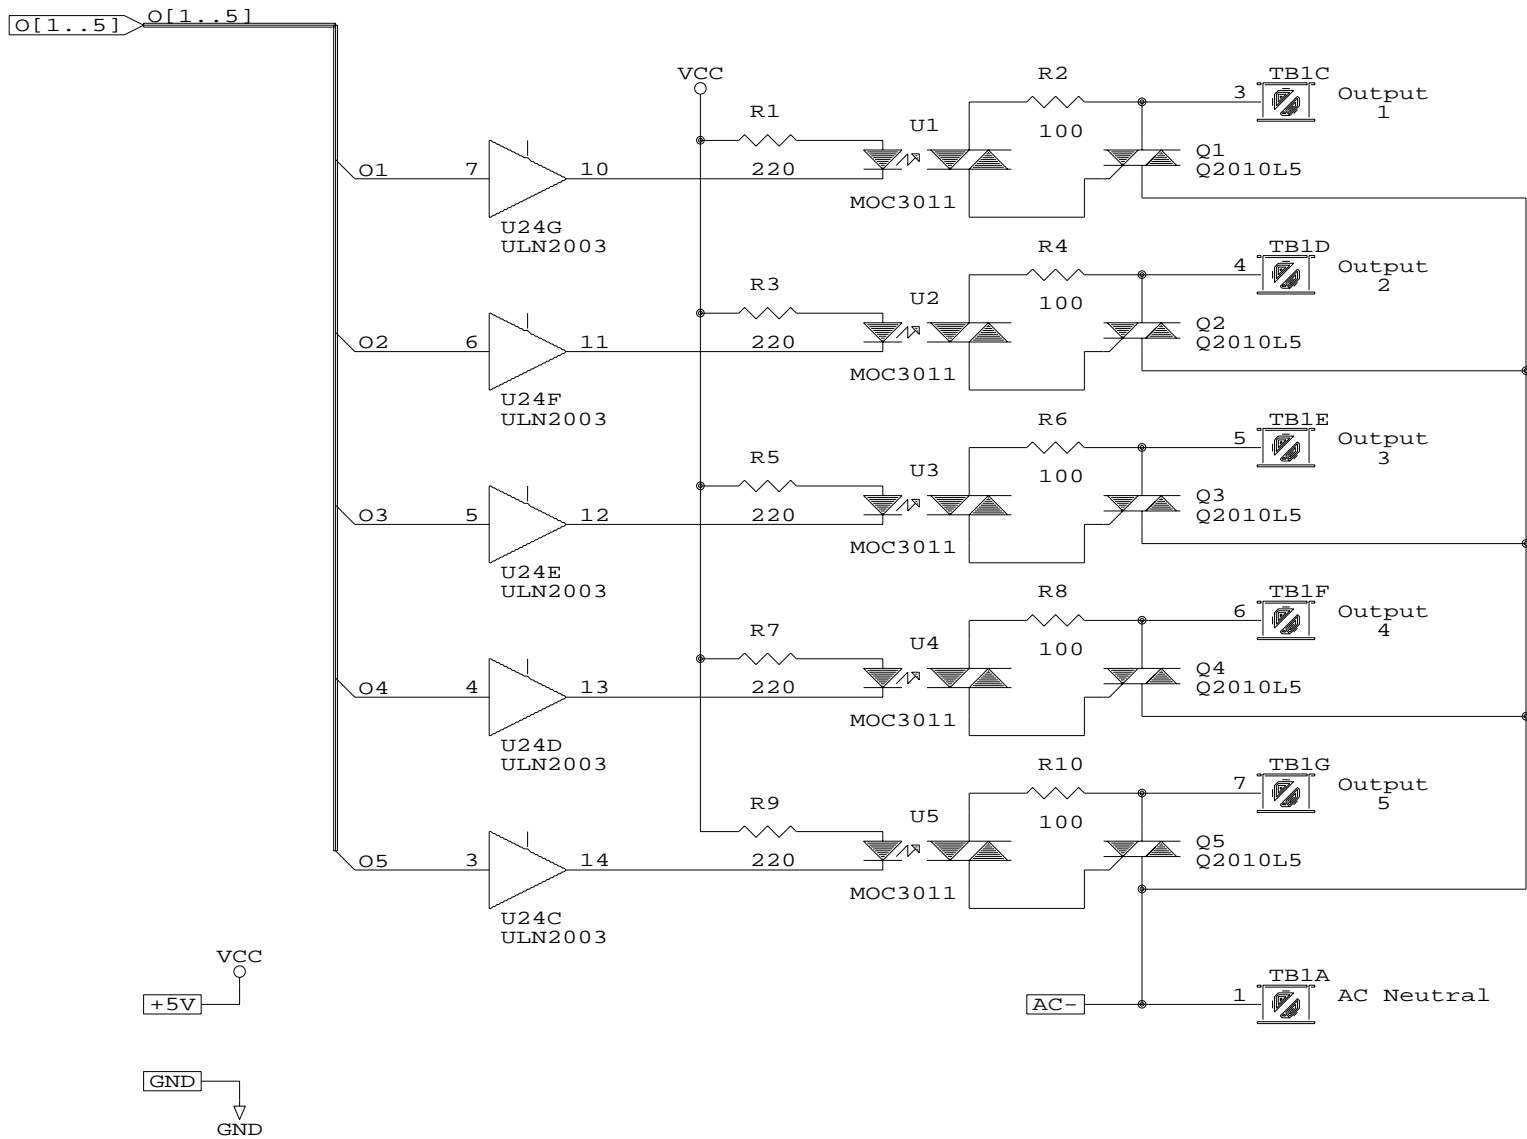 O[1..5]
O[1..5]
VCC
R1
220
U1
MOC3011
R2
100
3
TB1C
Output
1
O1
7
10
U24G
ULN2003
Q1
Q2010L5
R3
220
U2
MOC3011
R4
100
4
TB1D
Output
2
O2
6
11
U24F
ULN2003
Q2
Q2010L5
R5
220
U3
MOC3011
R6
100
5
TB1E
Output
3
O3
5
12
U24E
ULN2003
Q3
Q2010L5
R7
220
U4
MOC3011
R8
100
6
TB1F
Output
4
O4
4
13
U24D
ULN2003
Q4
Q2010L5
R9
220
U5
MOC3011
R10
100
7
TB1G
Output
5
O5
3
14
U24C
ULN2003
Q5
Q2010L5
VCC
+5V
AC-
1
TB1A
AC Neutral
GND
GND